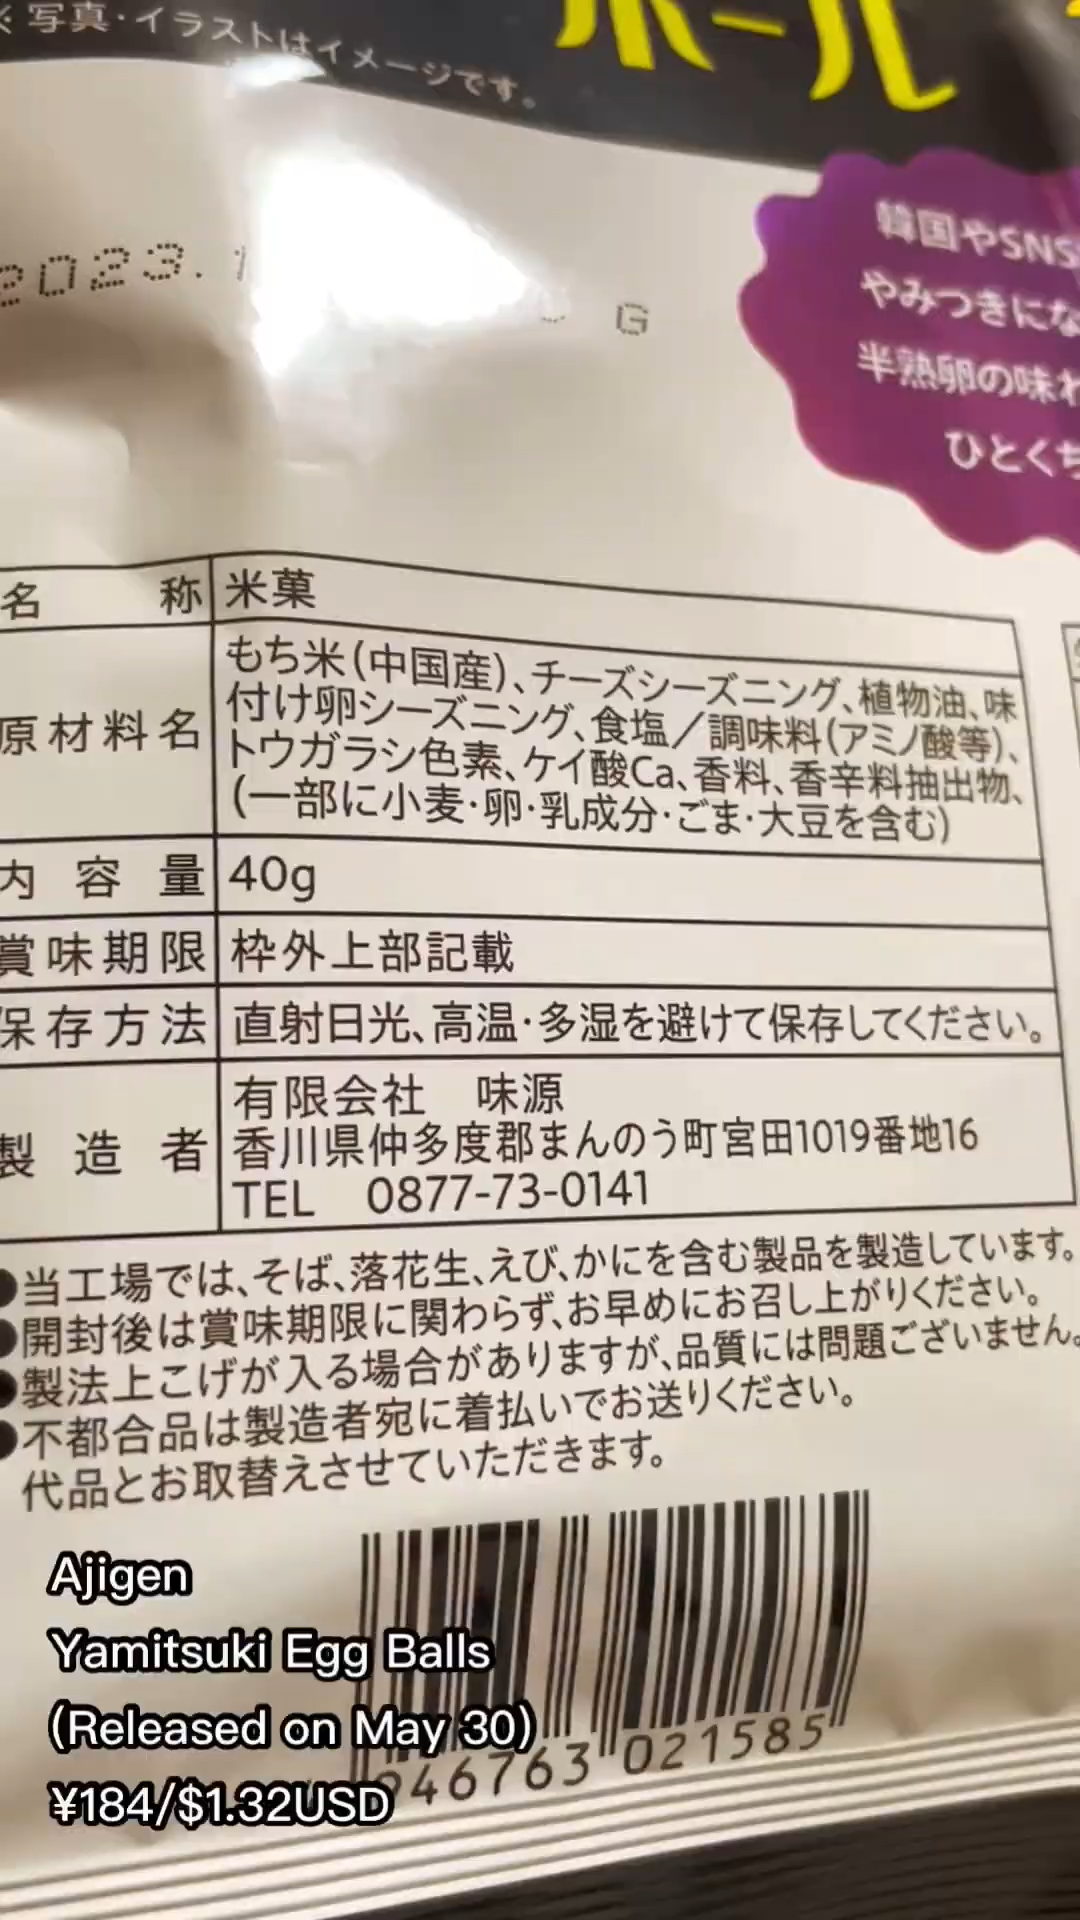 ※写真・イラストはイメージです。
ボール
2023.1
G
韓国やSNS
やみつきにな
半熟卵の味わ
ひとくち
名称 米菓
原材料名 もち米(中国産)、チーズシーズニング、植物油、味
付け卵シーズニング、食塩／調味料(アミノ酸等)、
トウガラシ色素、ケイ酸Ca、香料、香辛料抽出物、
(一部に小麦・卵・乳成分・ごま・大豆を含む)
内容量 40g
賞味期限 枠外上部記載
保存方法 直射日光、高温・多湿を避けて保存してください。
製造者 有限会社 味源
香川県仲多度郡まんのう町宮田1019番地16
TEL 0877-73-0141
●当工場では、そば、落花生、えび、かにを含む製品を製造しています。
●開封後は賞味期限に関わらず、お早めにお召し上がりください。
●製法上こげが入る場合がありますが、品質には問題ございません。
●不都合品は製造者宛に着払いでお送りください。
代品とお取替えさせていただきます。
Ajigen
Yamitsuki Egg Balls
(Released on May 30)
¥184/$1.32USD
946763 021585